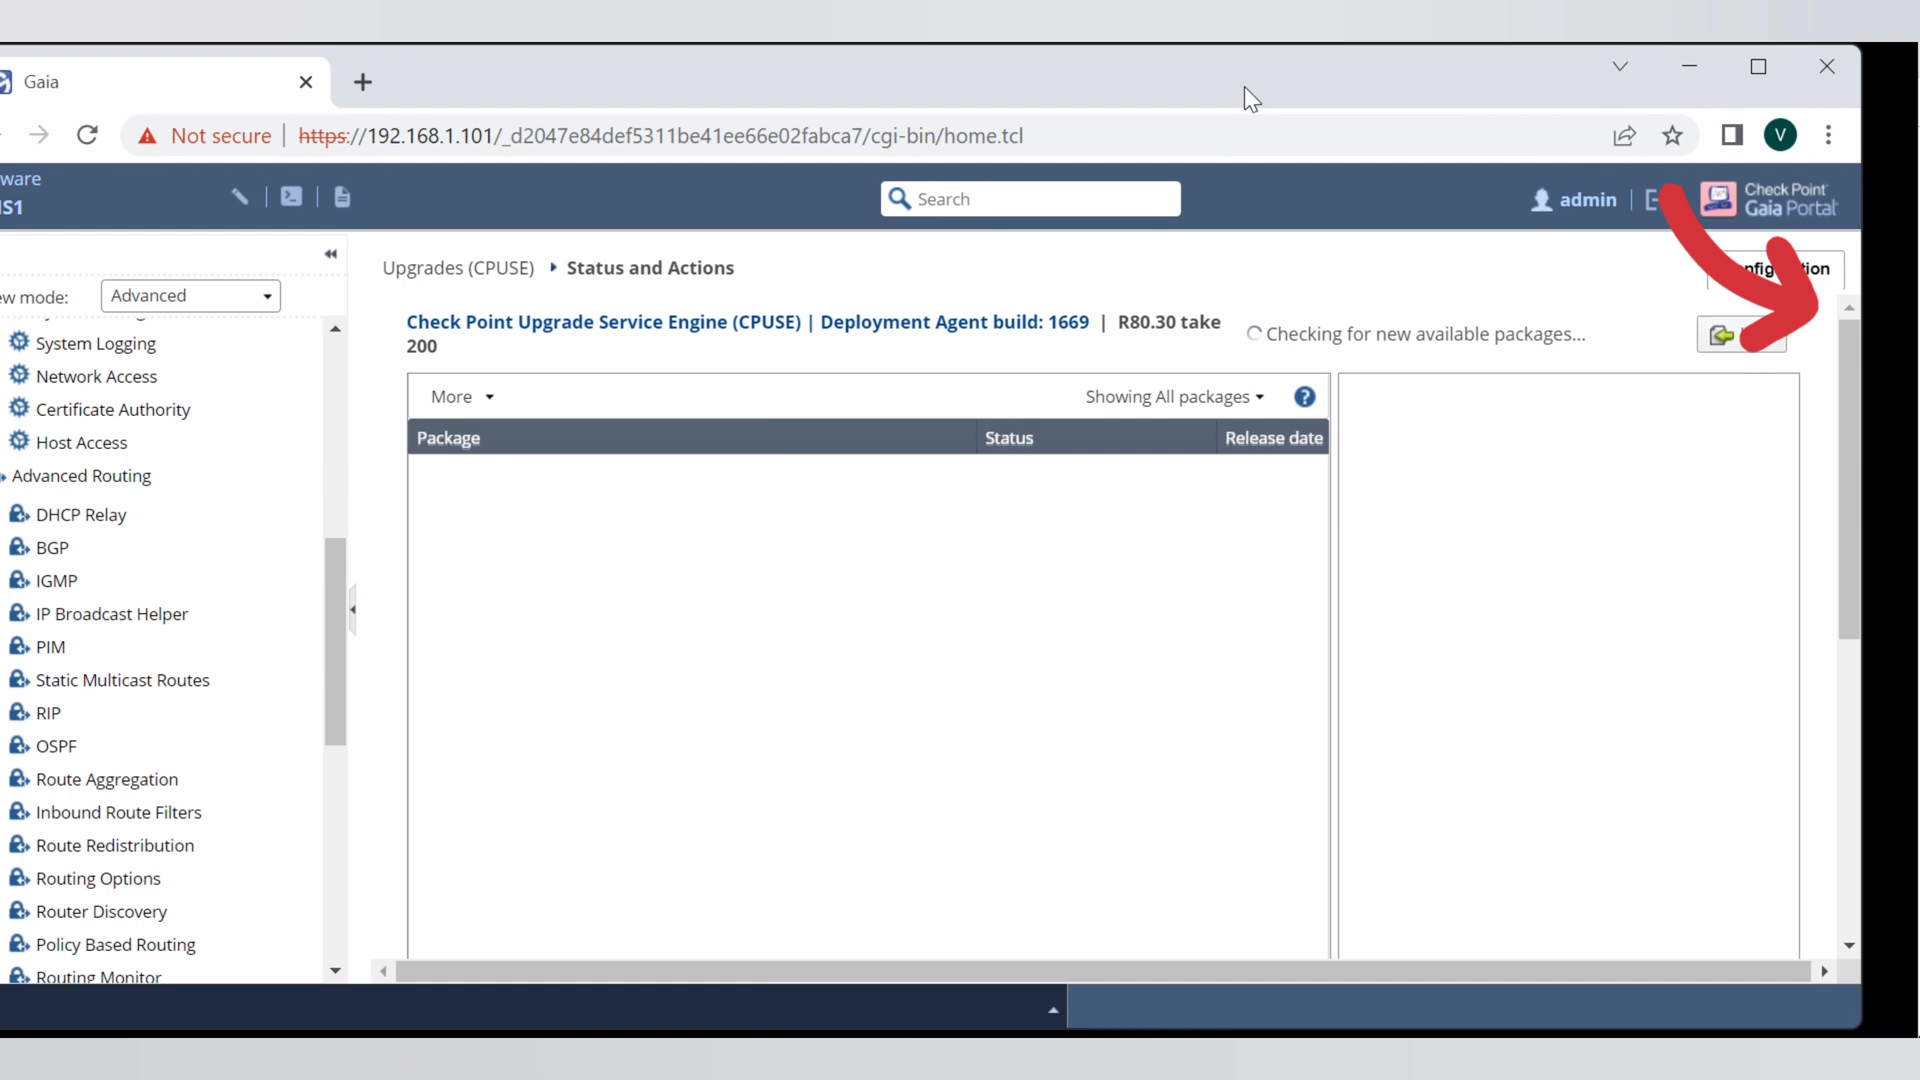 Gaia
Not secure
https://192.168.1.101/_d2047e84def5311be41ee66e02fabca7/cgi-bin/home.tcl
V
ware
Search
admin
Check Point
Gaia Portal
Upgrades (CPUSE) Status and Actions
mode:
Advanced
System Logging
Network Access
Certificate Authority
Host Access
Advanced Routing
DHCP Relay
BGP
IGMP
IP Broadcast Helper
PIM
Static Multicast Routes
RIP
OSPF
Route Aggregation
Inbound Route Filters
Route Redistribution
Routing Options
Router Discovery
Policy Based Routing
Routing Monitor
Check Point Upgrade Service Engine (CPUSE) | Deployment Agent build: 1669 | R80.30 take
200
Checking for new available packages...
More
Showing All packages
?
Package
Status
Release date